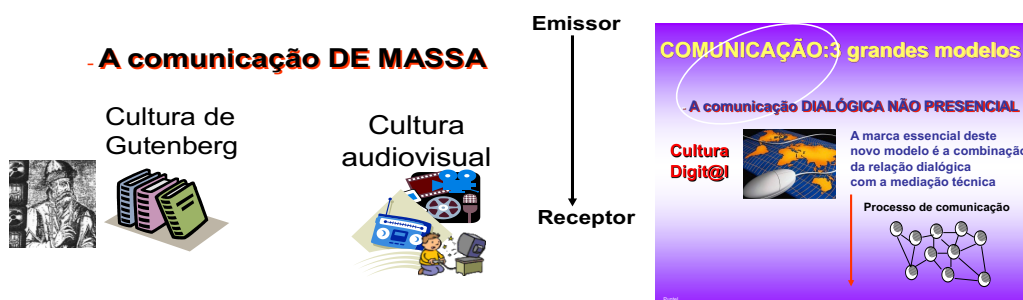 - A comunicação DE MASSA
Cultura de
Gutenberg
Cultura
audiovisual
Emissor
Receptor
COMUNICAÇÃO:3 grandes modelos
- A comunicação DIALÓGICA NÃO PRESENCIAL
Cultura
Digit@l
A marca essencial deste
novo modelo é a combinação
da relação dialógica
com a mediação técnica
Processo de comunicação